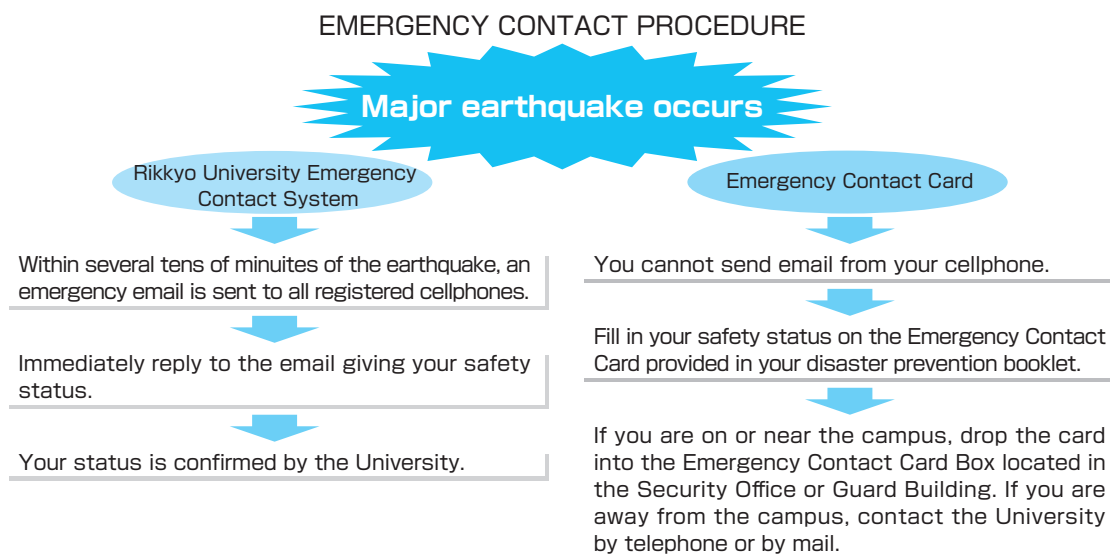 EMERGENCY CONTACT PROCEDURE
Major earthquake occurs
Rikkyo University Emergency
Contact System
Within several tens of minuites of the earthquake, an
emergency email is sent to all registered cellphones.
Immediately reply to the email giving your safety
status.
Your status is confirmed by the University.
Emergency Contact Card
You cannot send email from your cellphone.
Fill in your safety status on the Emergency Contact
Card provided in your disaster prevention booklet.
If you are on or near the campus, drop the card
into the Emergency Contact Card Box located in
the Security Office or Guard Building. If you are
away from the campus, contact the University
by telephone or by mail.